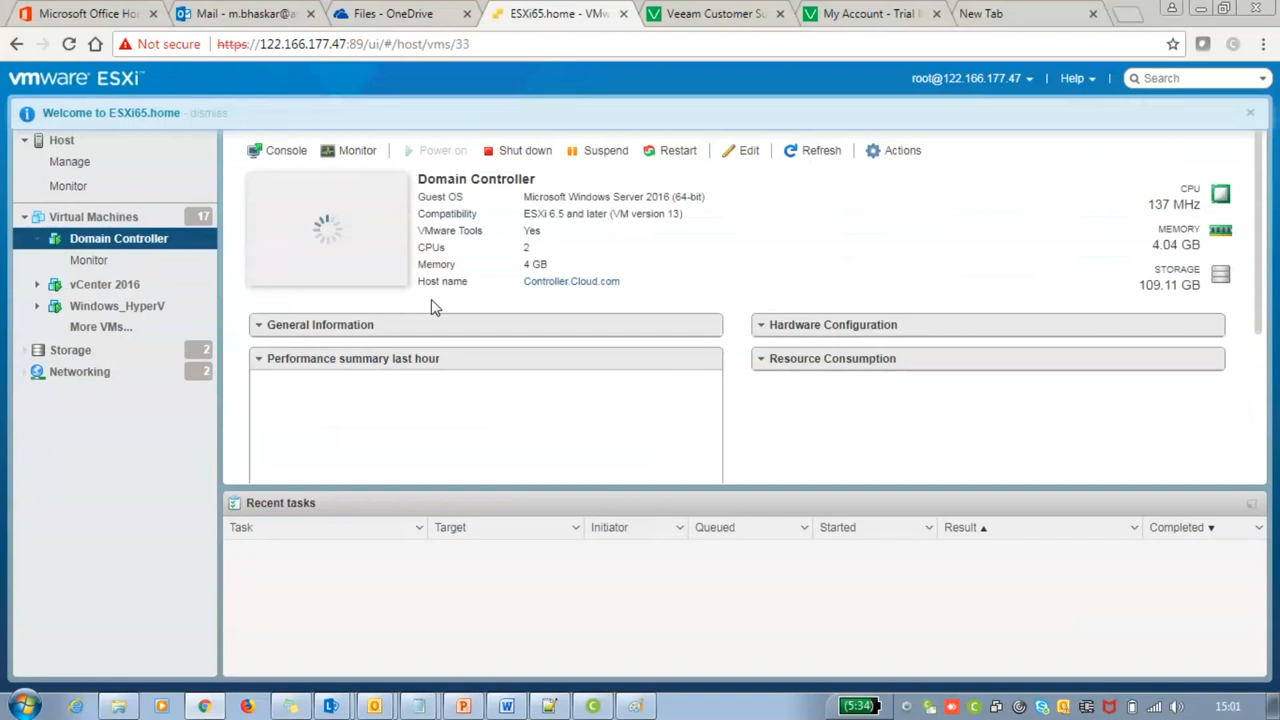 Microsoft Office Hom
Mail - m.bhaskar@a
Files - OneDrive
ESXi65.home - VMw
Veeam Customer Su
My Account - Trial
New Tab
Not secure
https://122.166.177.47:89/ui/#/host/vms/33
vmware ESXi
root@122.166.177.47
Help
Search
Welcome to ESXi65.home - dismiss
Host
Manage
Monitor
Virtual Machines
17
Domain Controller
Monitor
vCenter 2016
Windows_HyperV
More VMs...
Storage
2
Networking
2
Console
Monitor
Power on
Shut down
Suspend
Restart
Edit
Refresh
Actions
Domain Controller
Guest OS Microsoft Windows Server 2016 (64-bit)
Compatibility ESXi 6.5 and later (VM version 13)
VMware Tools Yes
CPUs 2
Memory 4 GB
Host name Controller.Cloud.com
CPU
137 MHz
MEMORY
4.04 GB
STORAGE
109.11 GB
General Information
Hardware Configuration
Performance summary last hour
Resource Consumption
Recent tasks
Task
Target
Initiator
Queued
Started
Result
Completed
(5:34)
15:01